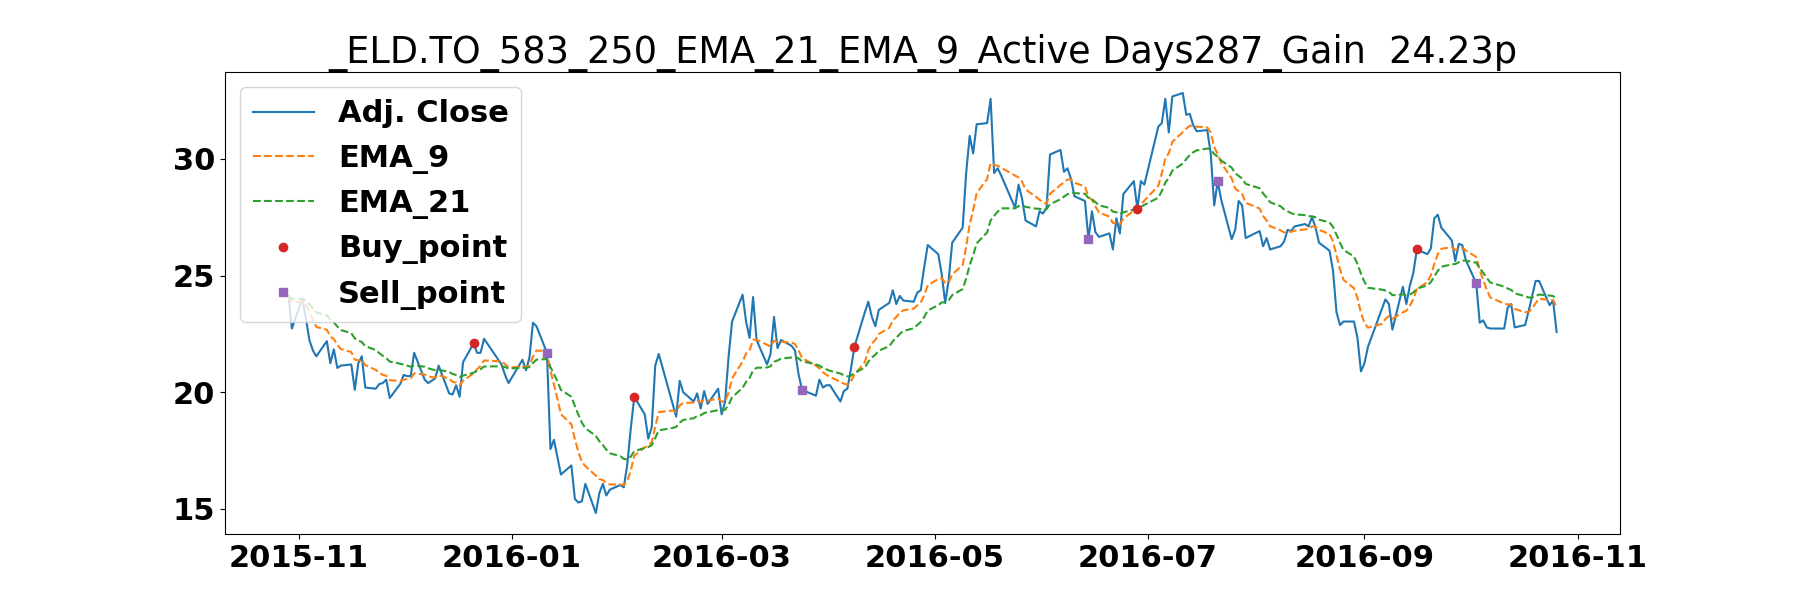 _ELD.TO_583_250_EMA_21_EMA_9_Active Days287_Gain  24.23p
Adj. Close
EMA_9
EMA_21
Buy_point
Sell_point
30
25
20
15
2015-11 2016-01 2016-03 2016-05 2016-07 2016-09 2016-11